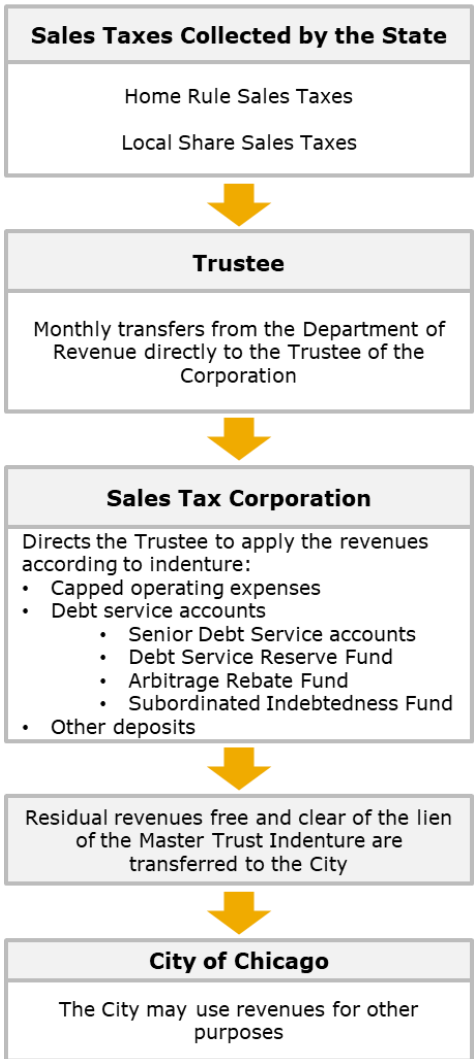 Sales Taxes Collected by the State
Home Rule Sales Taxes
Local Share Sales Taxes
Trustee
Monthly transfers from the Department of
Revenue directly to the Trustee of the
Corporation
Sales Tax Corporation
Directs the Trustee to apply the revenues
according to indenture:
• Capped operating expenses
• Debt service accounts
• Senior Debt Service accounts
• Debt Service Reserve Fund
• Arbitrage Rebate Fund
• Subordinated Indebtedness Fund
• Other deposits
Residual revenues free and clear of the lien
of the Master Trust Indenture are
transferred to the City
City of Chicago
The City may use revenues for other
purposes